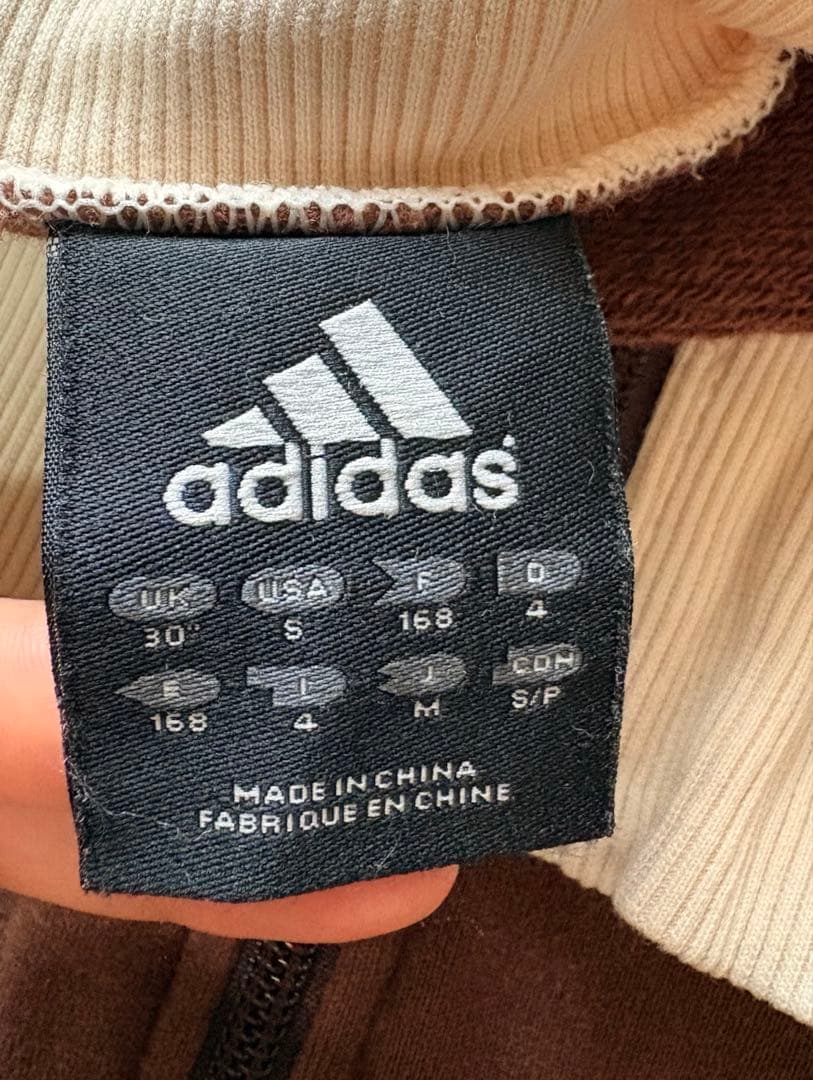 adidas
UK USA F D
30" S 168 4
E I J CDN
168 4 M S/P
MADE IN CHINA
FABRIQUE EN CHINE